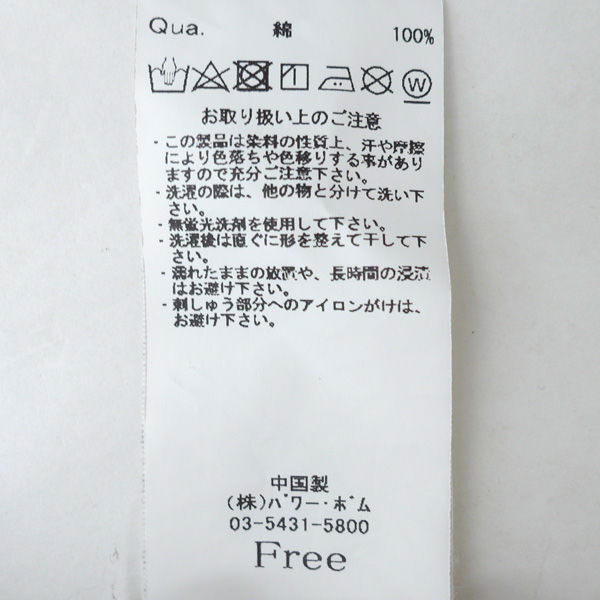 Qua. 綿 100%
W
お取り扱い上のご注意
・この製品は染料の性質上、汗や摩擦
により色落ちや色移りする事があり
ますので充分ご注意下さい。
・洗濯の際は、他の物と分けて洗い下
さい。
・無蛍光洗剤を使用して下さい。
・洗濯後は直ぐに形を整えて干して下
さい。
・濡れたままの放置や、長時間の浸漬
はお避け下さい。
・刺しゅう部分へのアイロンがけは、
お避け下さい。
中国製
(株)パワー・ボム
03-5431-5800
Free